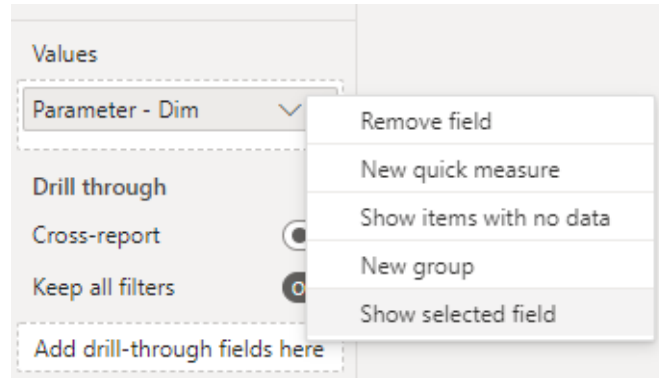 Values
Parameter - Dim
Remove field
New quick measure
Show items with no data
New group
Show selected field
Drill through
Cross-report
Keep all filters
Add drill-through fields here